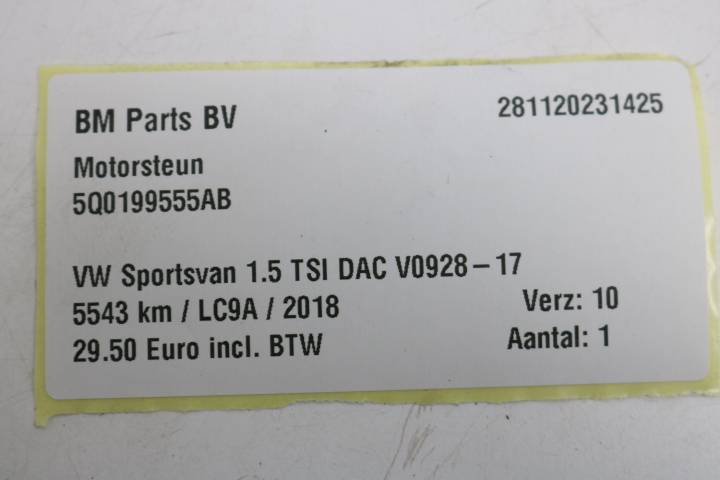 BM Parts BV 281120231425
Motorsteun
5Q0199555AB
VW Sportsvan 1.5 TSI DAC V0928-17
5543 km / LC9A / 2018 Verz: 10
29.50 Euro incl. BTW Aantal: 1